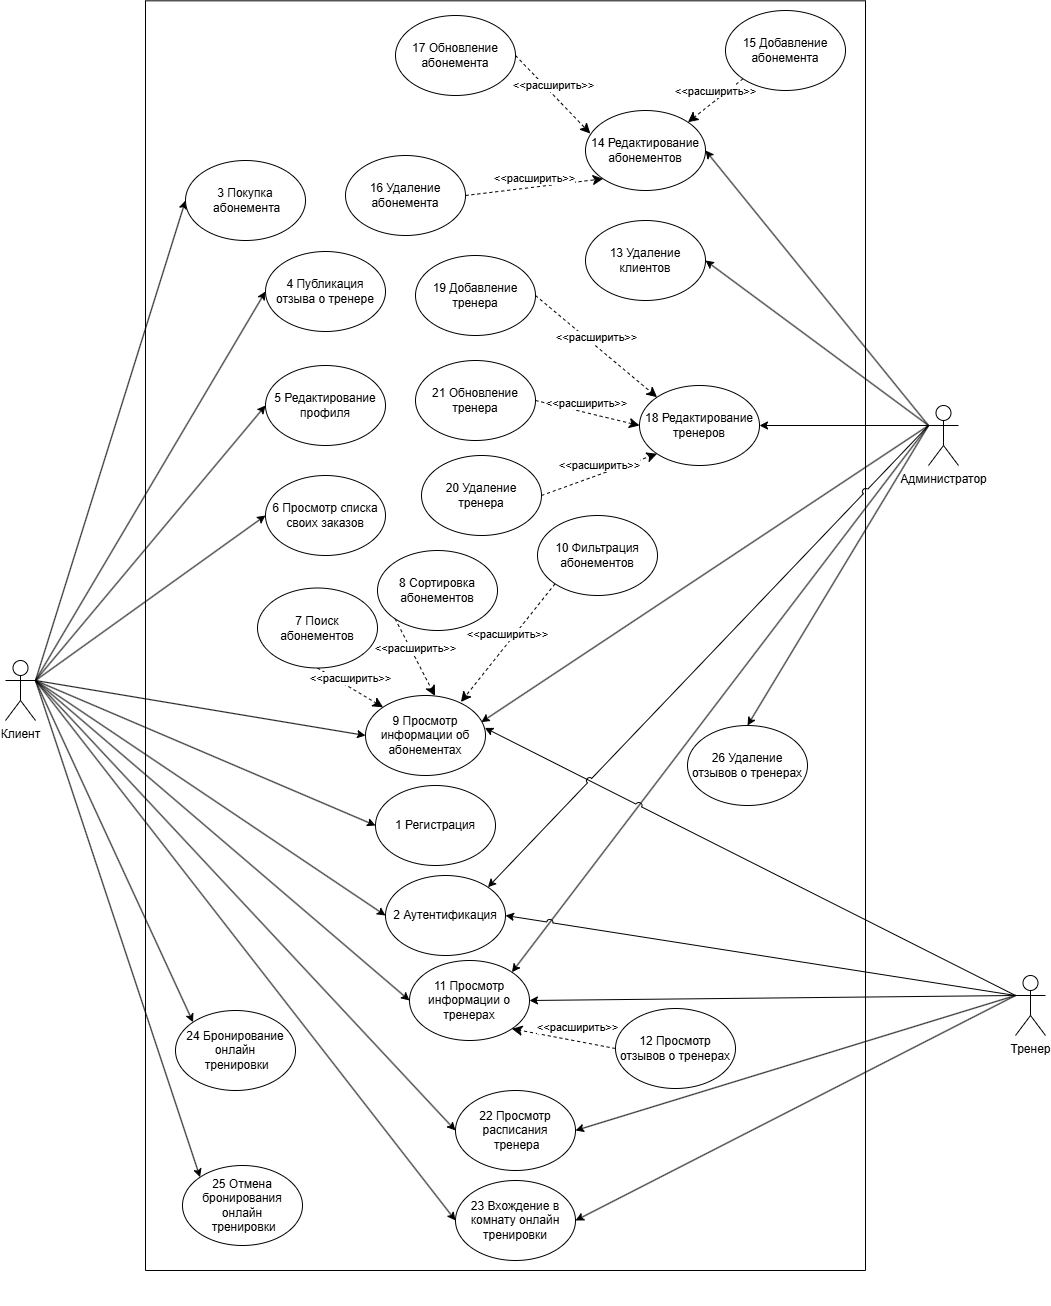 17 Обновление
абонемента
15 Добавление
абонемента
<<расширить>>
<<расширить>>
14 Редактирование
абонементов
16 Удаление
абонемента
<<расширить>>
3 Покупка
абонемента
13 Удаление
клиентов
4 Публикация
отзыва о тренере
19 Добавление
тренера
<<расширить>>
5 Редактирование
профиля
21 Обновление
тренера
<<расширить>>
18 Редактирование
тренеров
Администратор
<<расширить>>
20 Удаление
тренера
6 Просмотр списка
своих заказов
10 Фильтрация
абонементов
8 Сортировка
абонементов
7 Поиск
абонементов
<<расширить>>
<<расширить>>
<<расширить>>
Клиент
9 Просмотр
информации об
абонементах
26 Удаление
отзывов о тренерах
1 Регистрация
2 Аутентификация
11 Просмотр
информации о
тренерах
<<расширить>>
12 Просмотр
отзывов о тренерах
Тренер
24 Бронирование
онлайн
тренировки
22 Просмотр
расписания
тренера
25 Отмена
бронирования
онлайн
тренировки
23 Вхождение в
комнату онлайн
тренировки